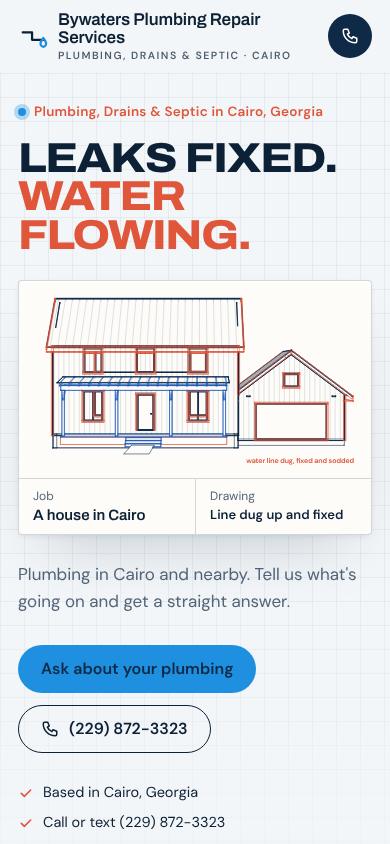 Bywaters Plumbing Repair
Services
PLUMBING, DRAINS & SEPTIC · CAIRO
Plumbing, Drains & Septic in Cairo, Georgia
LEAKS FIXED.
WATER
FLOWING.
water line dug, fixed and sodded
Job
A house in Cairo
Drawing
Line dug up and fixed
Plumbing in Cairo and nearby. Tell us what's
going on and get a straight answer.
Ask about your plumbing
(229) 872-3323
Based in Cairo, Georgia
Call or text (229) 872-3323